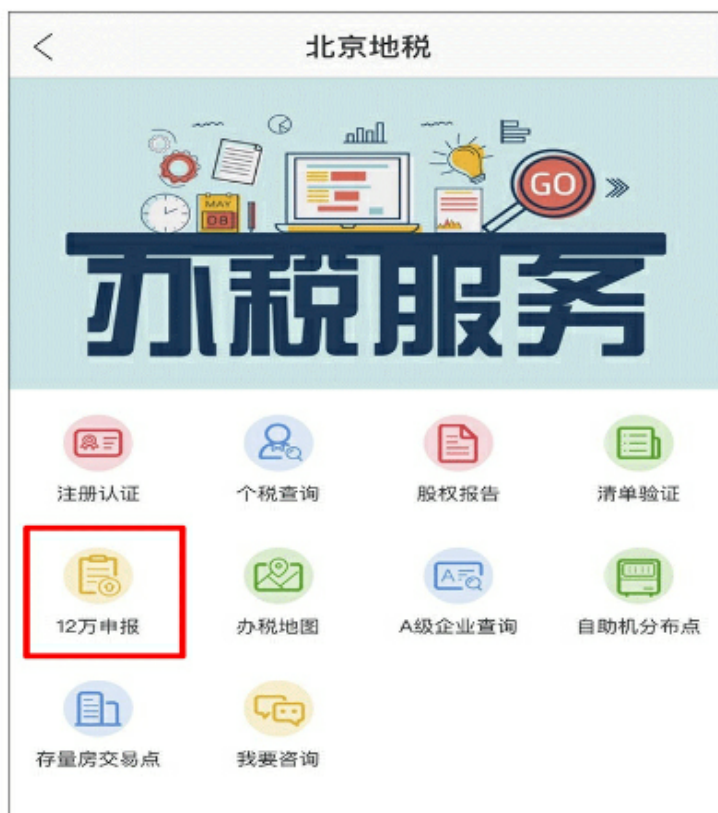 北京地税
MAY
08
GO
办税服务
注册认证 个税查询 股权报告 清单验证
12万申报 办税地图 A级企业查询 自助机分布点
存量房交易点 我要咨询